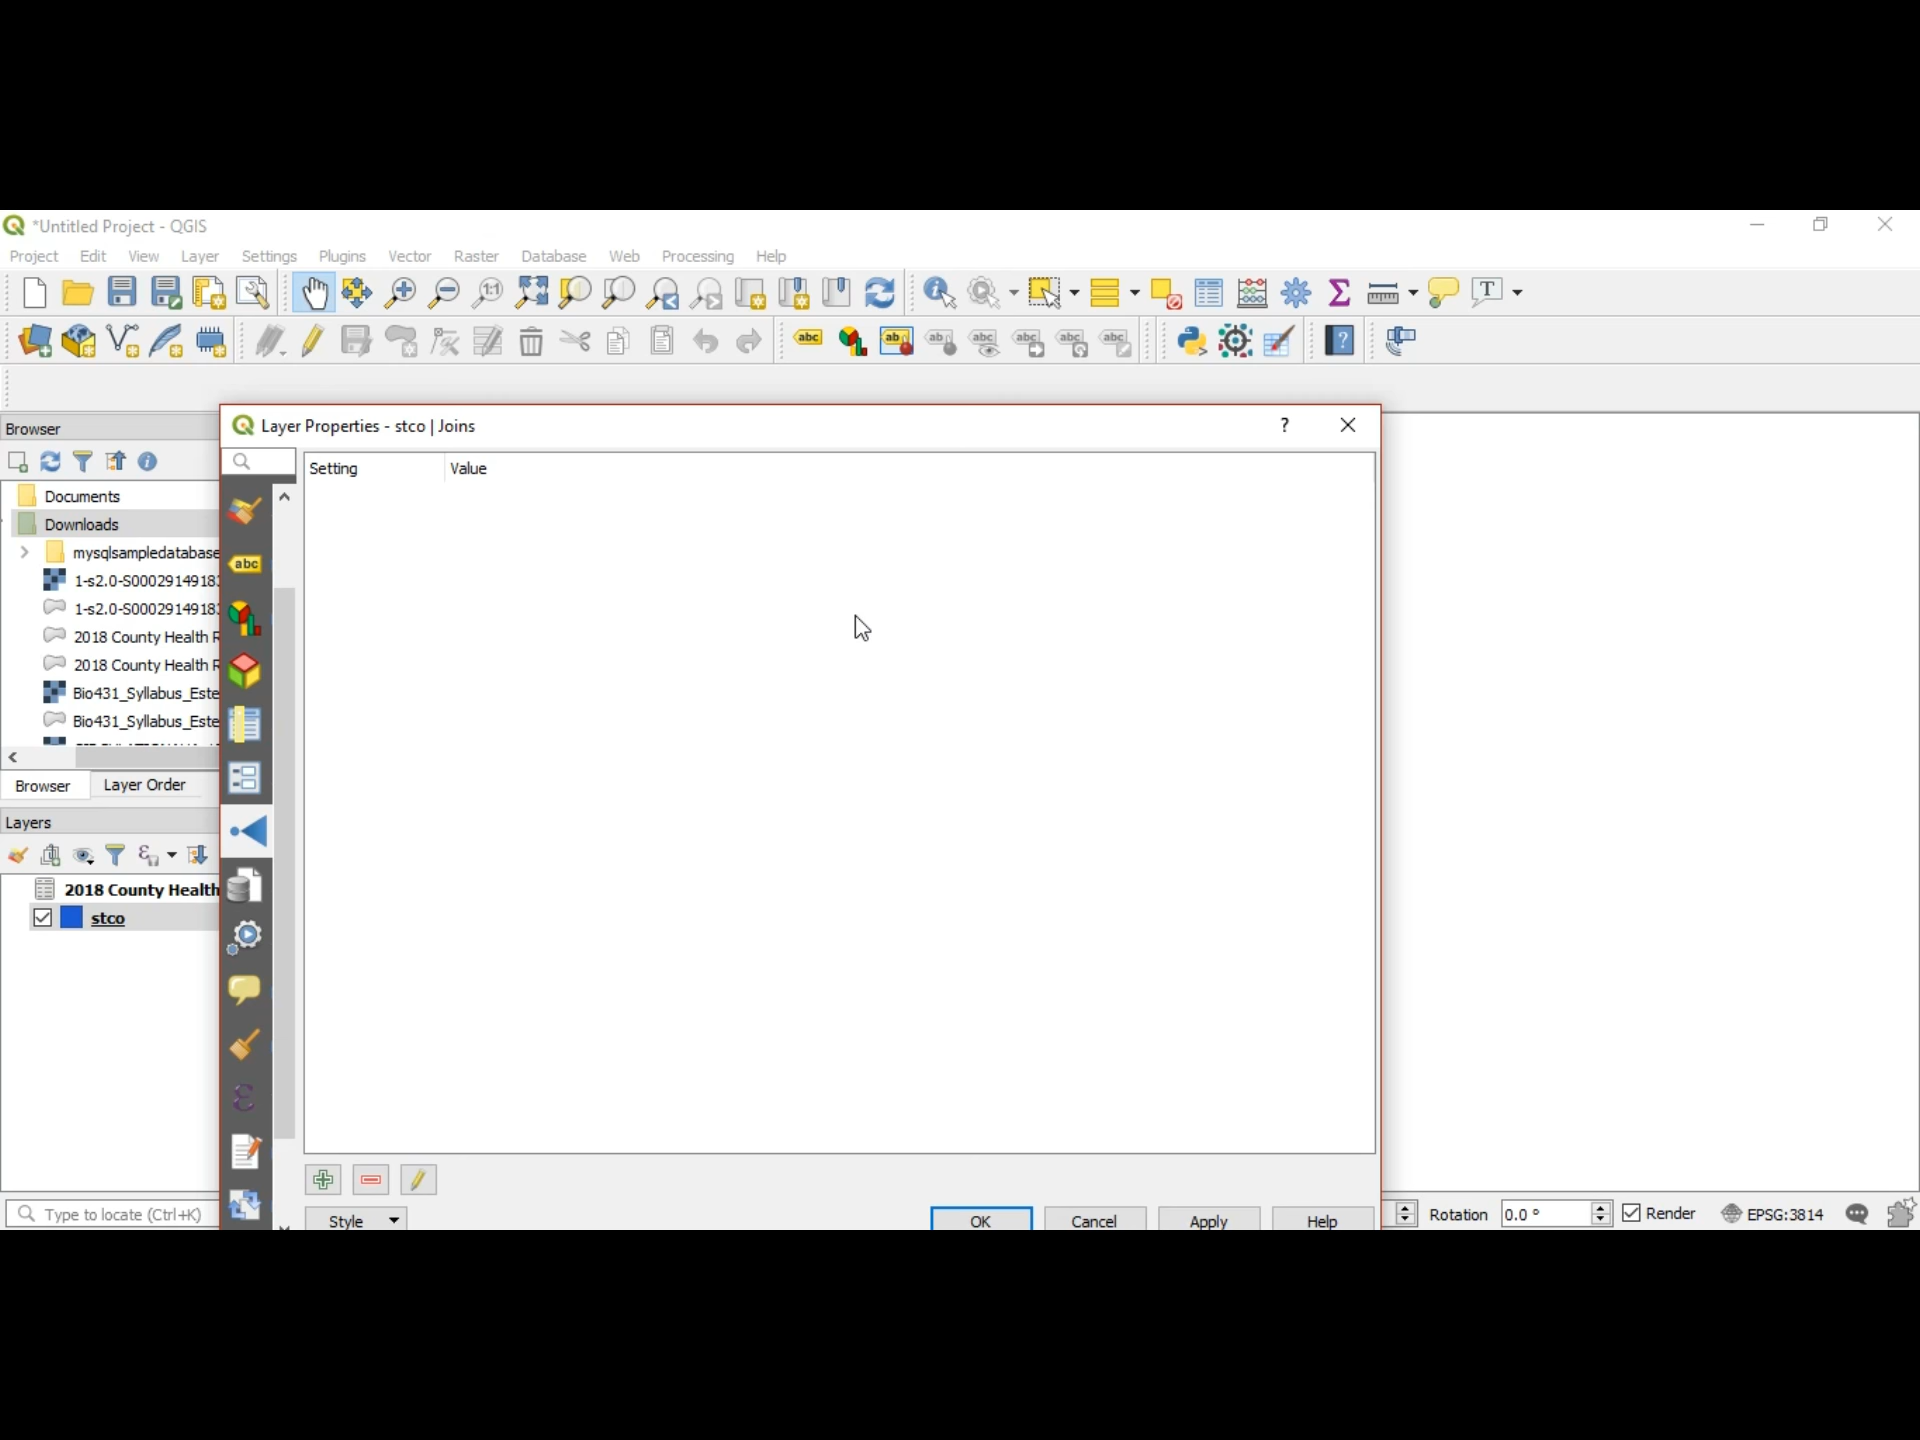 *Untitled Project - QGIS
Project Edit View Layer Settings Plugins Vector Raster Database Web Processing Help
Browser
Documents
Downloads
mysqlsampledatabase
1-s2.0-S00029149183
1-s2.0-S00029149183
2018 County Health R
2018 County Health R
Bio431_Syllabus_Este
Bio431_Syllabus_Este
Browser Layer Order
Layers
2018 County Health
stco
Type to locate (Ctrl+K)
Layer Properties - stco | Joins
Setting Value
Style OK Cancel Apply Help
Rotation 0.0 ° Render EPSG:3814